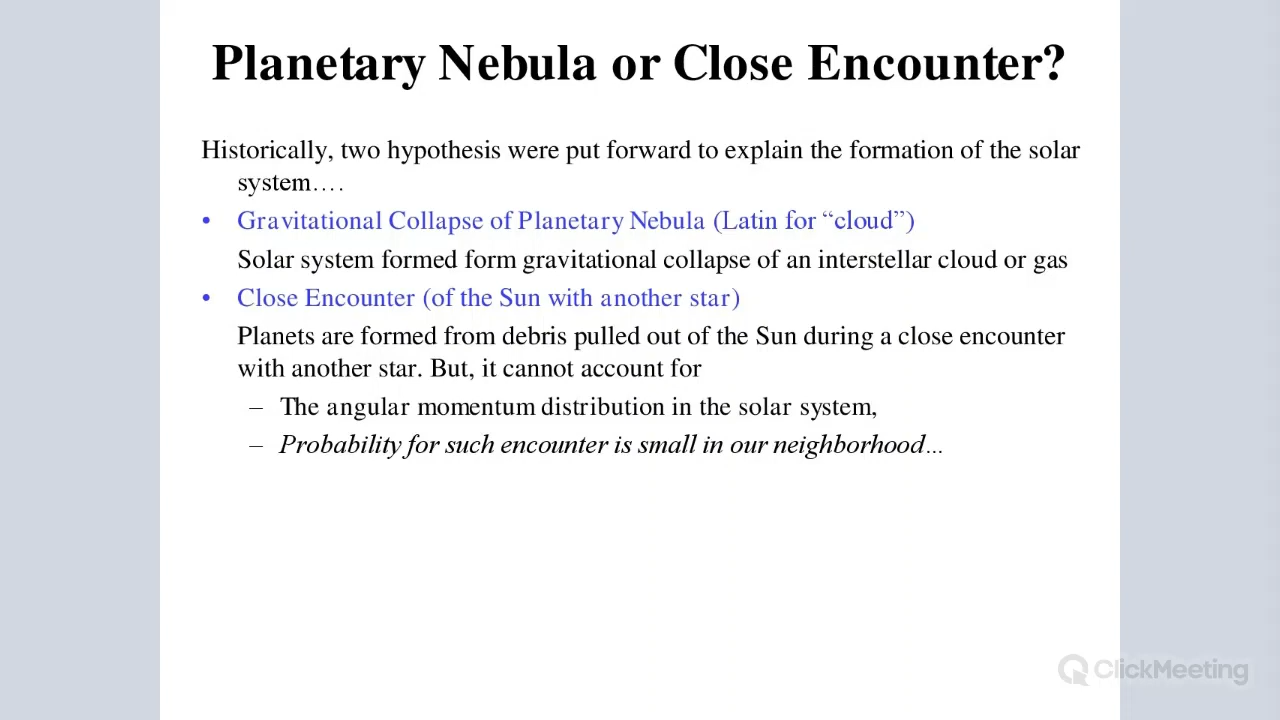 Planetary Nebula or Close Encounter?
Historically, two hypothesis were put forward to explain the formation of the solar
system….
• Gravitational Collapse of Planetary Nebula (Latin for “cloud”)
Solar system formed form gravitational collapse of an interstellar cloud or gas
• Close Encounter (of the Sun with another star)
Planets are formed from debris pulled out of the Sun during a close encounter
with another star. But, it cannot account for
– The angular momentum distribution in the solar system,
– Probability for such encounter is small in our neighborhood…
ClickMeeting